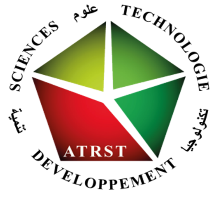 SCIENCES
علوم
TECHNOLOGIE
تكنولوجيا
DEVELOPPEMENT
تنمية
ATRST